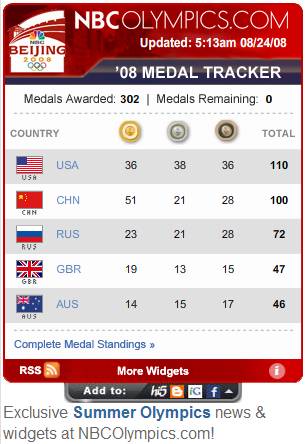 NBCOLYMPICS.COM
NBC
BEIJING
2008
Updated: 5:13am 08/24/08
'08 MEDAL TRACKER
Medals Awarded: 302 | Medals Remaining: 0
COUNTRY TOTAL
USA USA 36 38 36 110
CHN CHN 51 21 28 100
RUS RUS 23 21 28 72
GBR GBR 19 13 15 47
AUS AUS 14 15 17 46
Complete Medal Standings »
RSS More Widgets i
Add to: hi5 B iG f
Exclusive Summer Olympics news &
widgets at NBCOlympics.com!